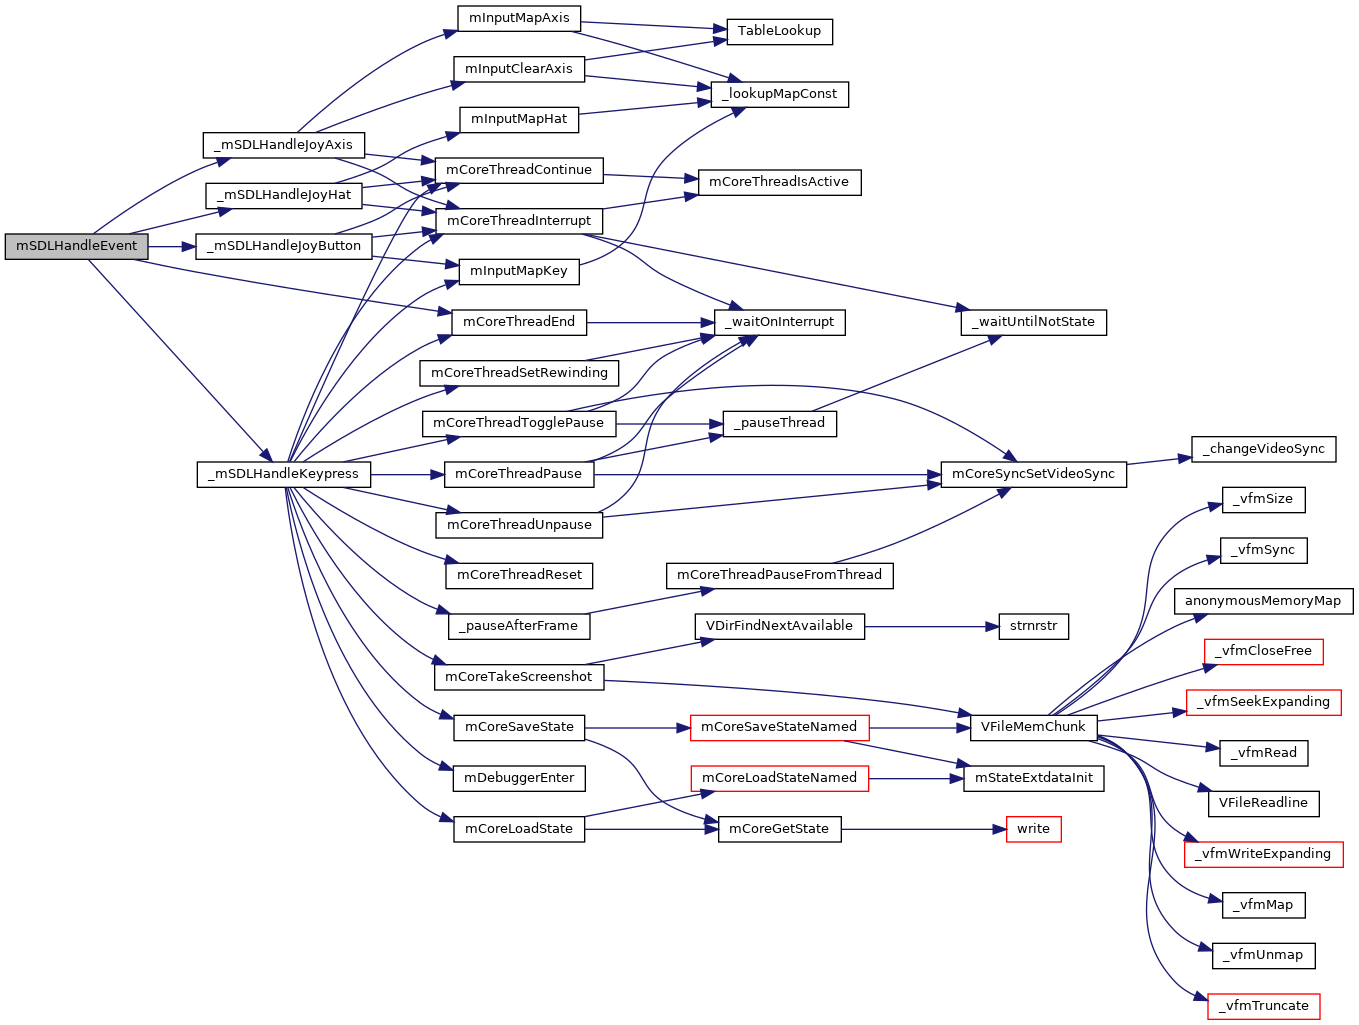 mInputMapAxis
TableLookup
mInputClearAxis
_lookupMapConst
mInputMapHat
_mSDLHandleJoyAxis
mCoreThreadContinue
mCoreThreadIsActive
_mSDLHandleJoyHat
mCoreThreadInterrupt
mSDLHandleEvent
_mSDLHandleJoyButton
mInputMapKey
mCoreThreadEnd
_waitOnInterrupt
_waitUntilNotState
mCoreThreadSetRewinding
mCoreThreadTogglePause
_pauseThread
_changeVideoSync
_mSDLHandleKeypress
mCoreThreadPause
mCoreSyncSetVideoSync
_vfmSize
mCoreThreadUnpause
_vfmSync
mCoreThreadReset
mCoreThreadPauseFromThread
anonymousMemoryMap
_pauseAfterFrame
VDirFindNextAvailable
strnrstr
_vfmCloseFree
mCoreTakeScreenshot
_vfmSeekExpanding
mCoreSaveState
mCoreSaveStateNamed
VFileMemChunk
_vfmRead
mDebuggerEnter
mCoreLoadStateNamed
mStateExtdataInit
VFileReadline
mCoreLoadState
mCoreGetState
write
_vfmWriteExpanding
_vfmMap
_vfmUnmap
_vfmTruncate